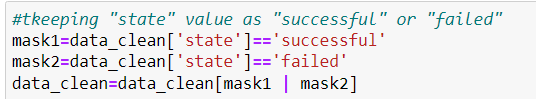 #tkeeping "state" value as "successful" or "failed"
mask1=data_clean['state']=='successful'
mask2=data_clean['state']=='failed'
data_clean=data_clean[mask1 | mask2]